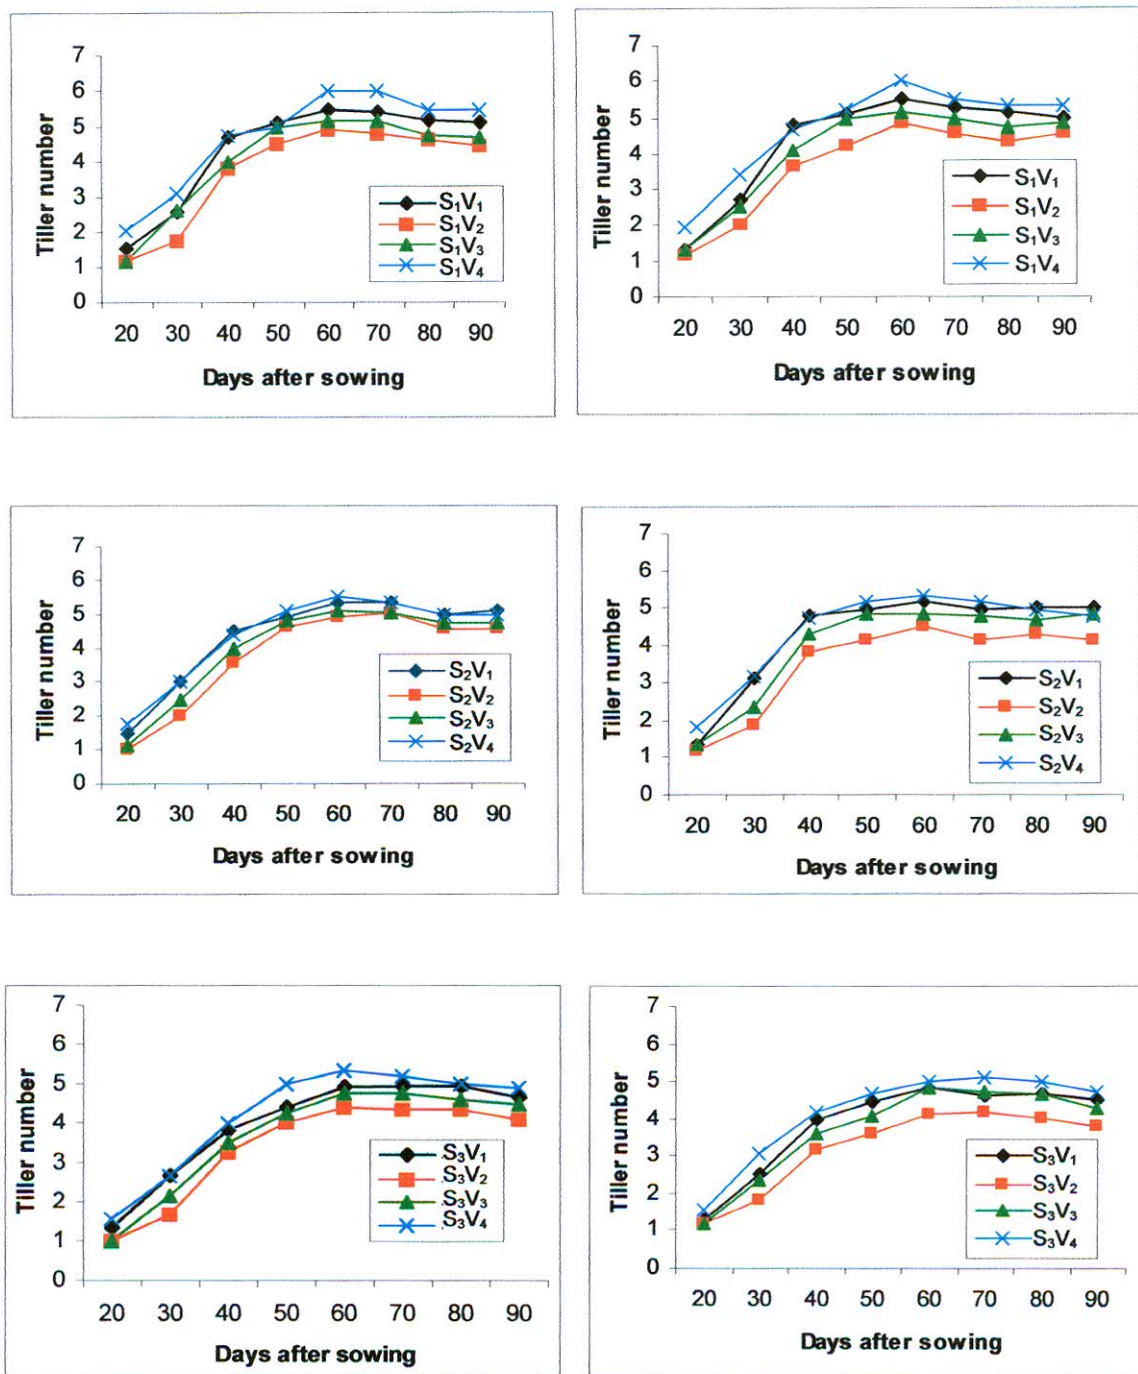 7
6
5
4
3
2
1
0
Tiller number
S₁V₁
S₁V₂
S₁V₃
S₁V₄
20 30 40 50 60 70 80 90
Days after sowing
7
6
5
4
3
2
1
0
Tiller number
S₁V₁
S₁V₂
S₁V₃
S₁V₄
20 30 40 50 60 70 80 90
Days after sowing
7
6
5
4
3
2
1
0
Tiller number
S₂V₁
S₂V₂
S₂V₃
S₂V₄
20 30 40 50 60 70 80 90
Days after sowing
7
6
5
4
3
2
1
0
Tiller number
S₂V₁
S₂V₂
S₂V₃
S₂V₄
20 30 40 50 60 70 80 90
Days after sowing
7
6
5
4
3
2
1
0
Tiller number
S₃V₁
S₃V₂
S₃V₃
S₃V₄
20 30 40 50 60 70 80 90
Days after sowing
7
6
5
4
3
2
1
0
Tiller number
S₃V₁
S₃V₂
S₃V₃
S₃V₄
20 30 40 50 60 70 80 90
Days after sowing